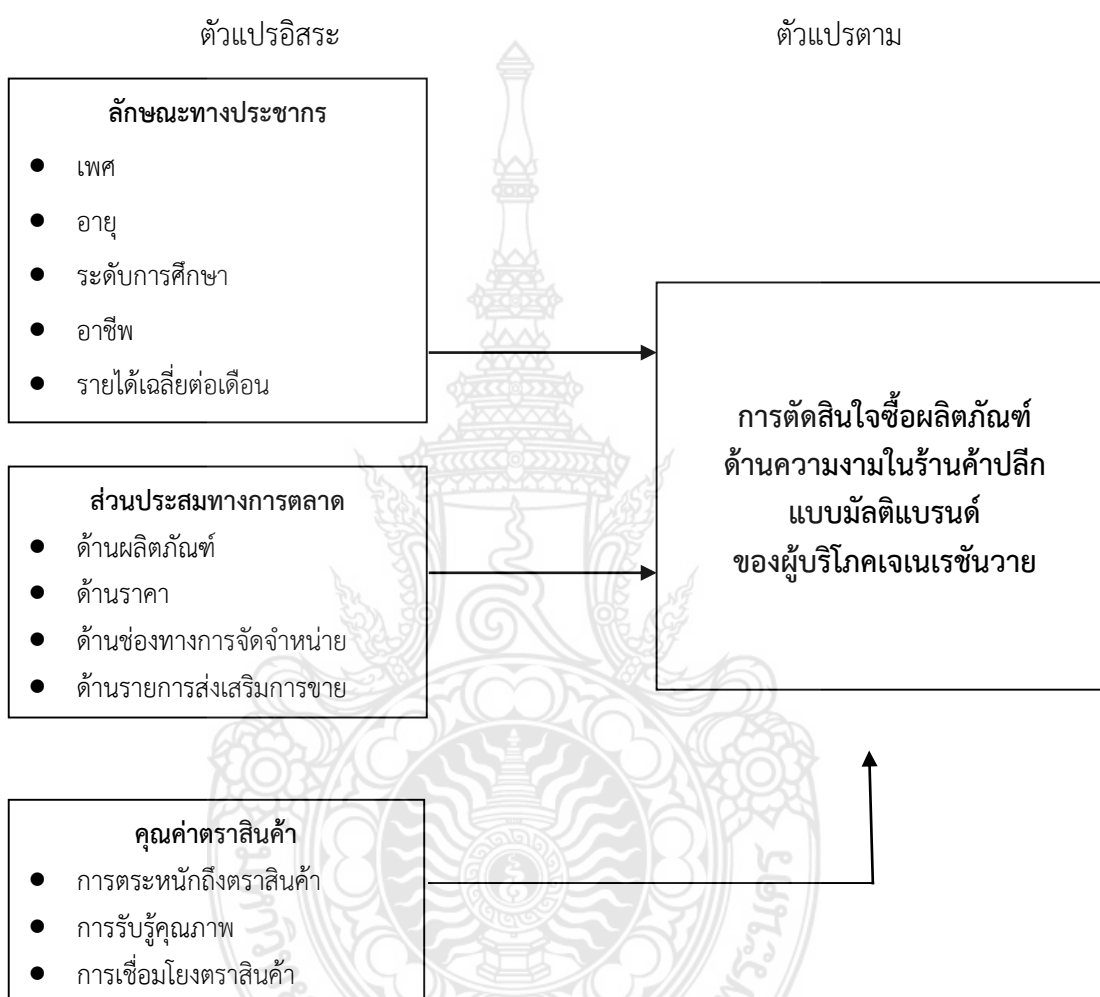 ตัวแปรอิสระ
ตัวแปรตาม
ลักษณะทางประชากร
● เพศ
● อายุ
● ระดับการศึกษา
● อาชีพ
● รายได้เฉลี่ยต่อเดือน
ส่วนประสมทางการตลาด
● ด้านผลิตภัณฑ์
● ด้านราคา
● ด้านช่องทางการจัดจำหน่าย
● ด้านรายการส่งเสริมการขาย
คุณค่าตราสินค้า
● การตระหนักถึงตราสินค้า
● การรับรู้คุณภาพ
● การเชื่อมโยงตราสินค้า
การตัดสินใจซื้อผลิตภัณฑ์
ด้านความงามในร้านค้าปลีก
แบบมัลติแบรนด์
ของผู้บริโภคเจเนเรชันวาย